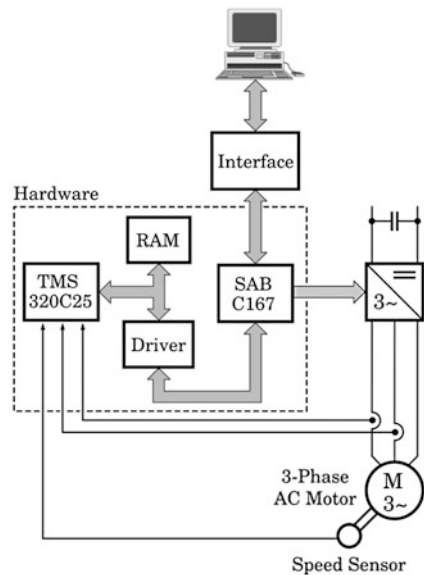 Interface
Hardware
RAM
TMS
320C25
SAB
C167
3~
Driver
3-Phase
AC Motor
M
3~
Speed Sensor